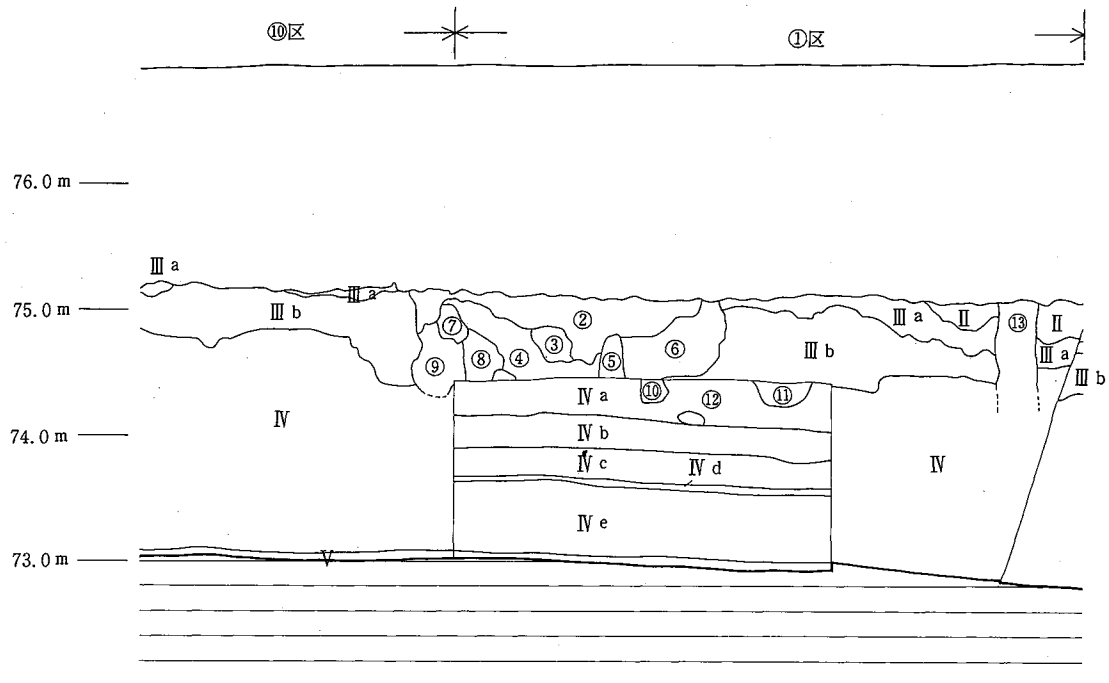 ⑩区 ①区
76.0 m
Ⅲ a
Ⅲ a
75.0 m
Ⅲ b
②
Ⅲ a
Ⅱ
⑬
Ⅱ
⑦
③
⑥
⑧
④
⑤
Ⅲ b
Ⅲ a
⑨
Ⅲ b
Ⅳ a
⑩
⑫
⑪
Ⅳ
74.0 m
Ⅳ b
Ⅳ c
Ⅳ d
Ⅳ
Ⅳ e
73.0 m
Ⅴ